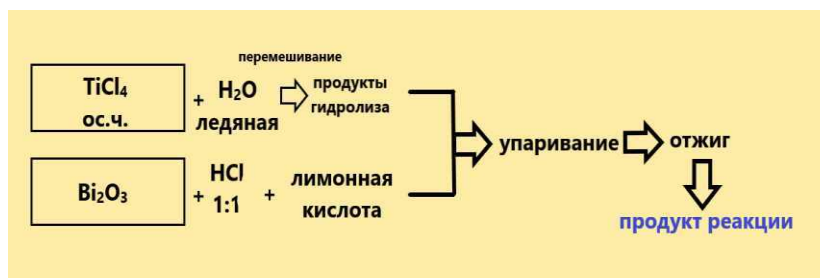 перемешивание
TiCl₄
ос.ч.
+ H₂O
ледяная
продукты
гидролиза
Bi₂O₃
+ HCl
1:1
+ лимонная
кислота
упаривание
отжиг
продукт реакции